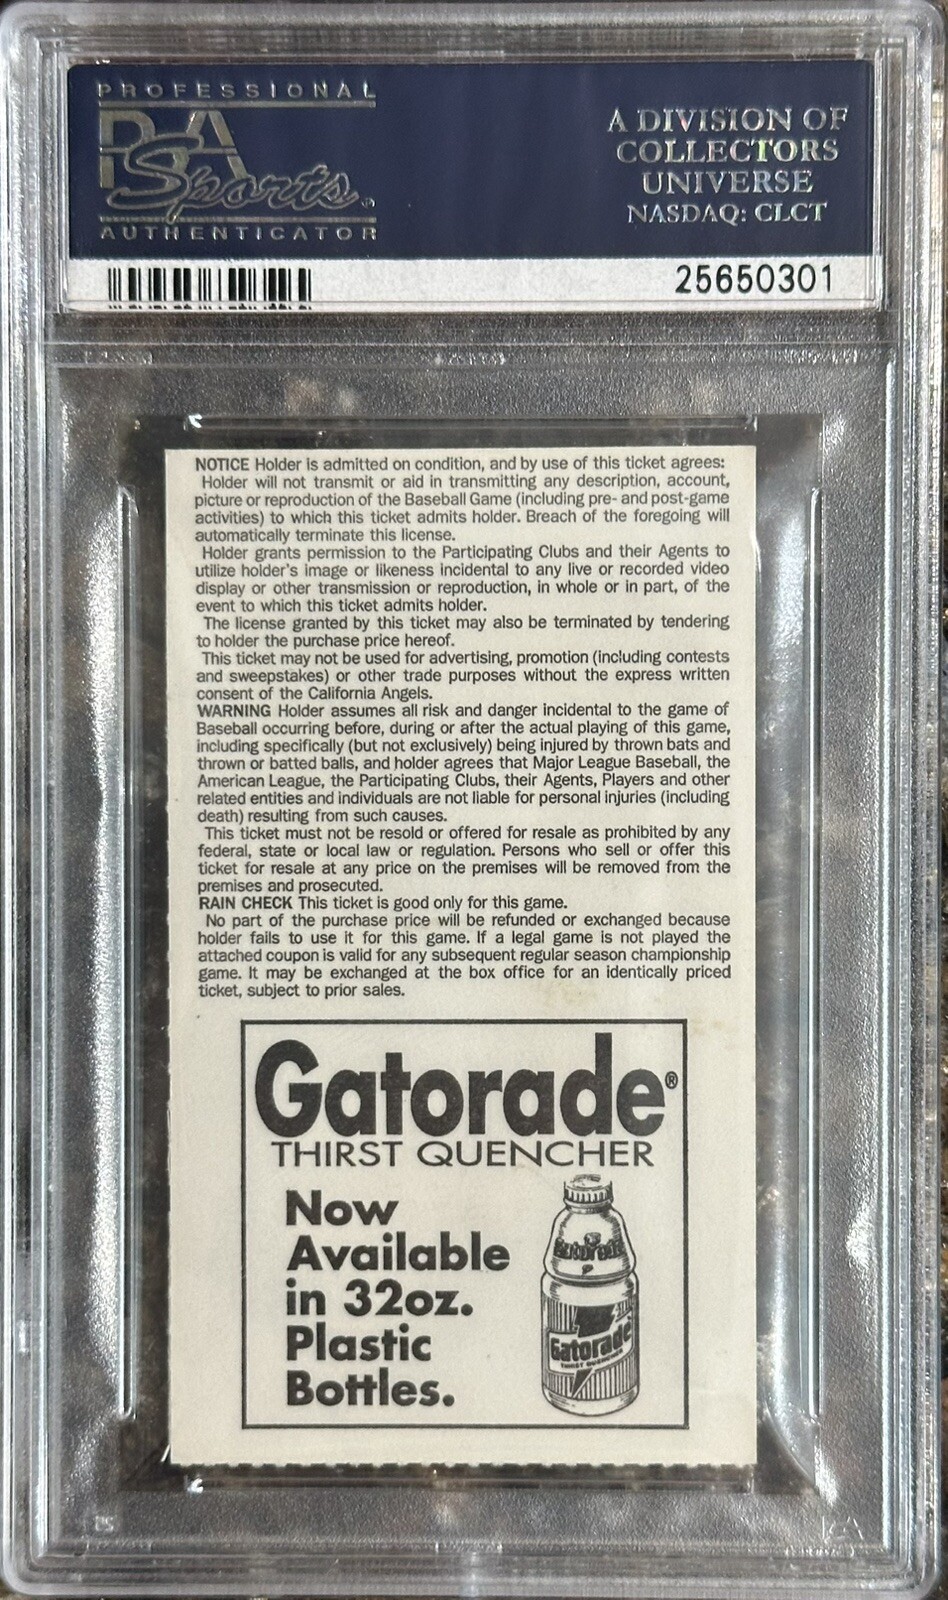 PROFESSIONAL
PSA
Sports
AUTHENTICATOR
A DIVISION OF
COLLECTORS
UNIVERSE
NASDAQ: CLCT
25650301
NOTICE Holder is admitted on condition, and by use of this ticket agrees:
Holder will not transmit or aid in transmitting any description, account,
picture or reproduction of the Baseball Game (including pre- and post-game
activities) to which this ticket admits holder. Breach of the foregoing will
automatically terminate this license.
Holder grants permission to the Participating Clubs and their Agents to
utilize holder's image or likeness incidental to any live or recorded video
display or other transmission or reproduction, in whole or in part, of the
event to which this ticket admits holder.
The license granted by this ticket may also be terminated by tendering
to holder the purchase price hereof.
This ticket may not be used for advertising, promotion (including contests
and sweepstakes) or other trade purposes without the express written
consent of the California Angels.
WARNING Holder assumes all risk and danger incidental to the game of
Baseball occurring before, during or after the actual playing of this game,
including specifically (but not exclusively) being injured by thrown bats and
thrown or batted balls, and holder agrees that Major League Baseball, the
American League, the Participating Clubs, their Agents, Players and other
related entities and individuals are not liable for personal injuries (including
death) resulting from such causes.
This ticket must not be resold or offered for resale as prohibited by any
federal, state or local law or regulation. Persons who sell or offer this
ticket for resale at any price on the premises will be removed from the
premises and prosecuted.
RAIN CHECK This ticket is good only for this game.
No part of the purchase price will be refunded or exchanged because
holder fails to use it for this game. If a legal game is not played the
attached coupon is valid for any subsequent regular season championship
game. It may be exchanged at the box office for an identically priced
ticket, subject to prior sales.
Gatorade®
THIRST QUENCHER
Now
Available
in 32oz.
Plastic
Bottles.
Gatorade
Gatorade
THIRST QUENCHER